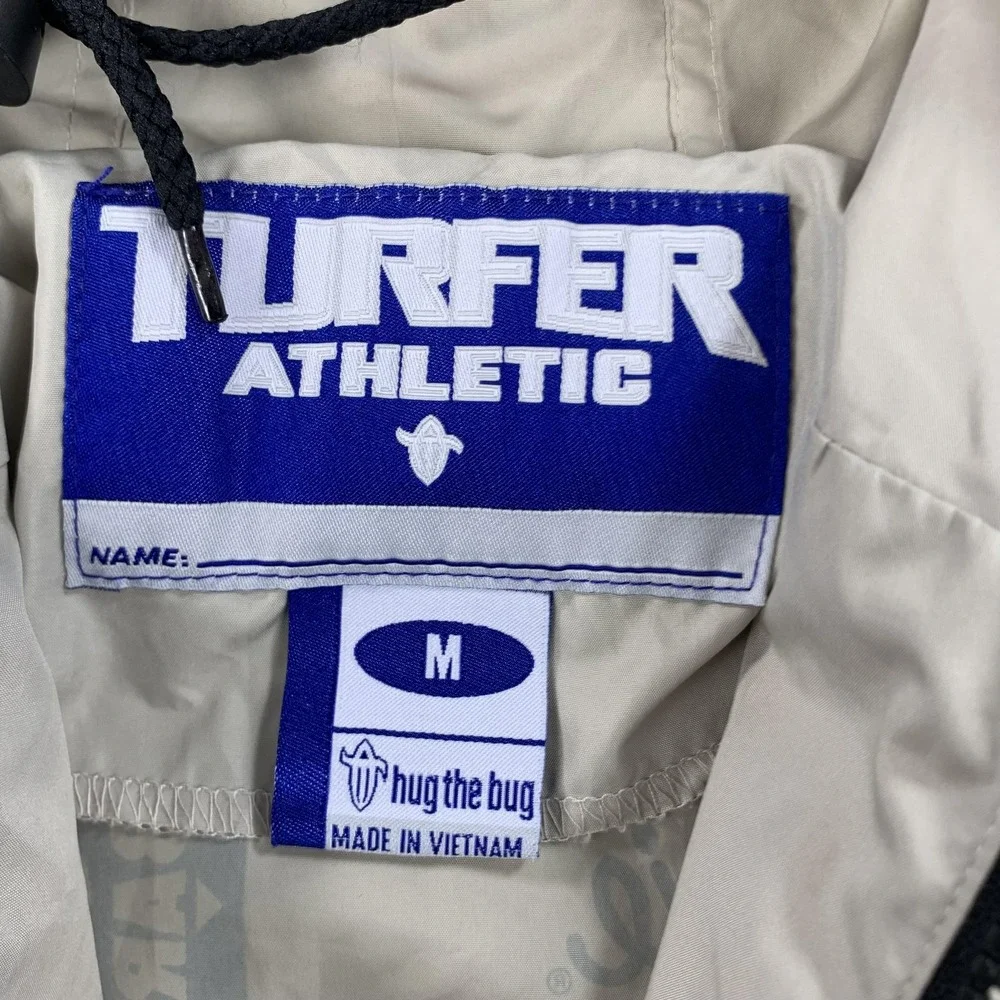 TURFER
ATHLETIC
NAME:
M
hug the bug
MADE IN VIETNAM
®